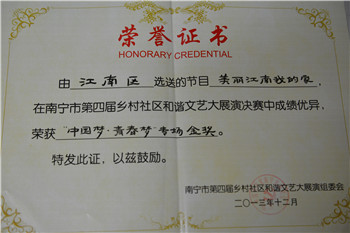 荣誉证书
HONORARY CREDENTIAL
由 江南区 选送的节目 美丽江南我的家,
在南宁市第四届乡村社区和谐文艺大展演决赛中成绩优异,
荣获 “中国梦·青春梦”专场金奖。
特发此证,以兹鼓励。
南宁市第四届乡村社区和谐文艺大展演组委会
二〇一三年十二月